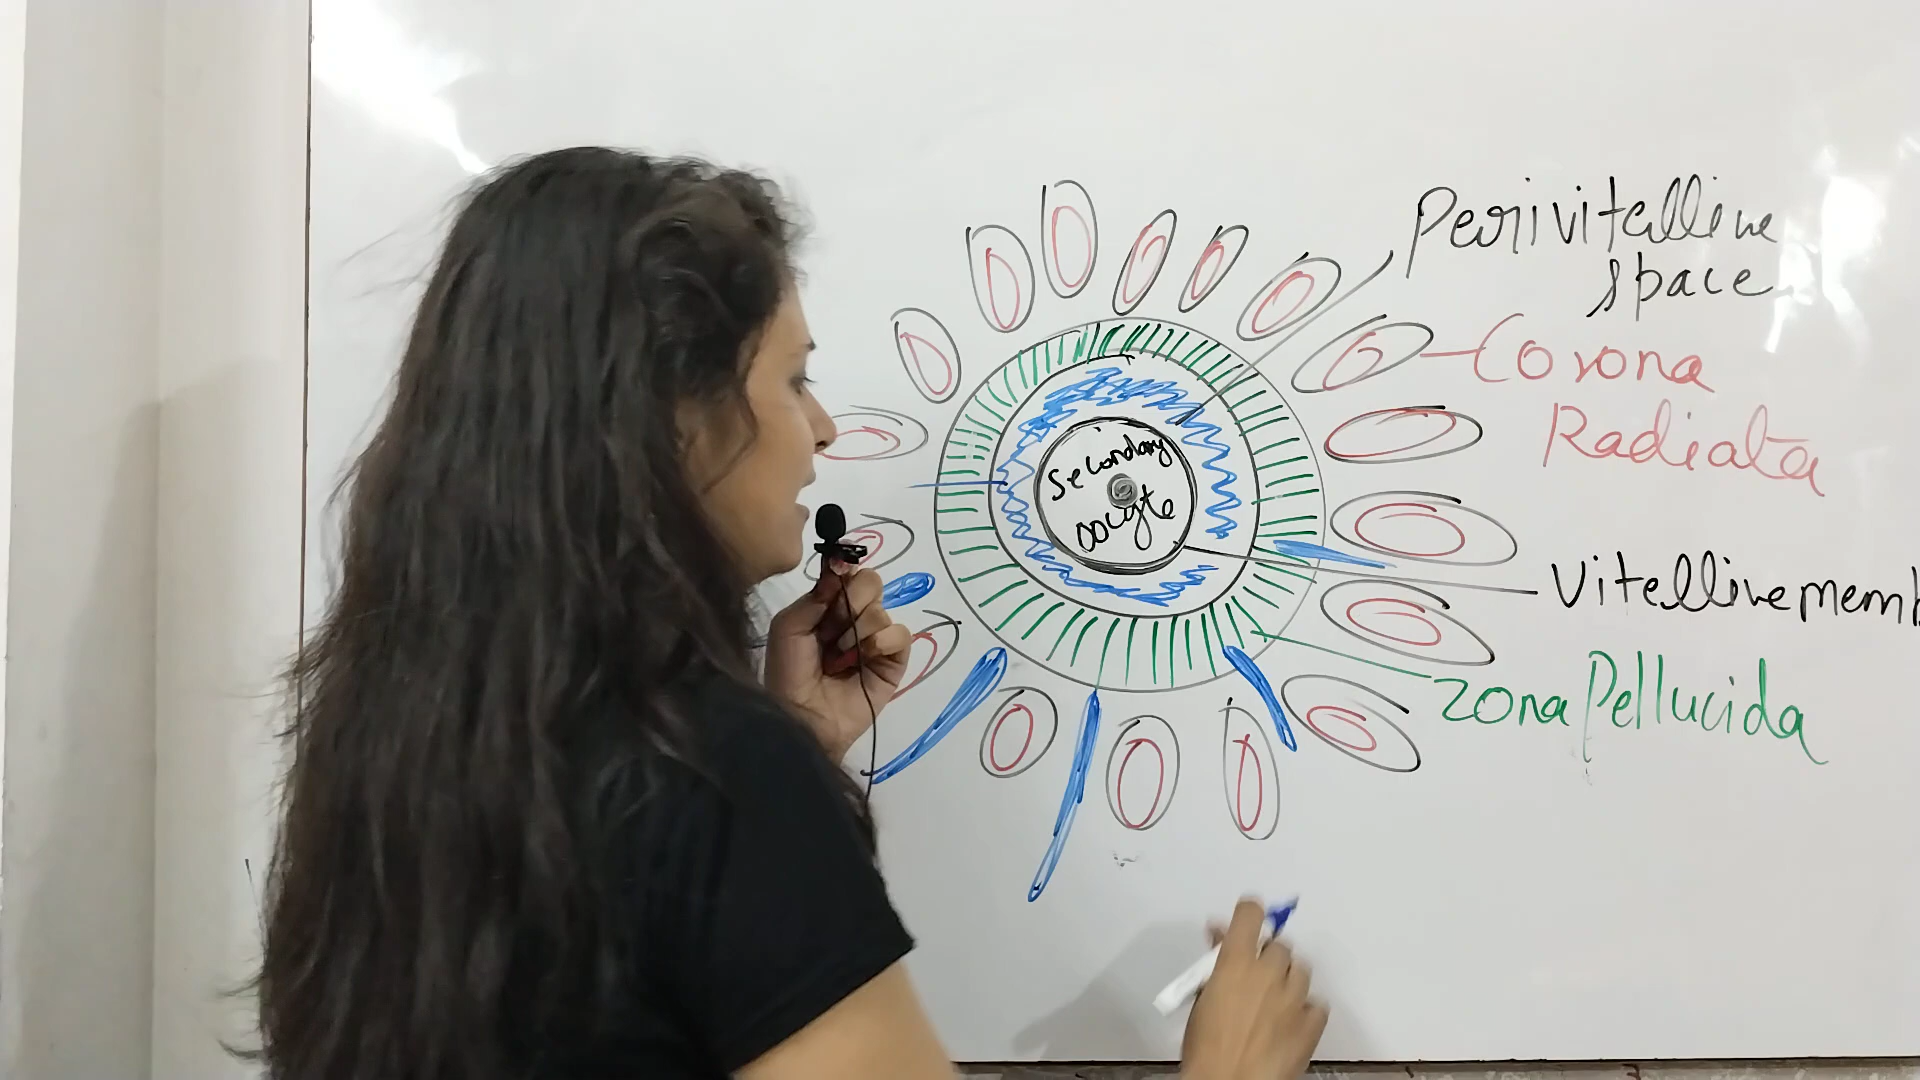 Perivitelline
space
Corona
Radiata
Secondary
oocyte
Vitelline memb
Zona Pellucida